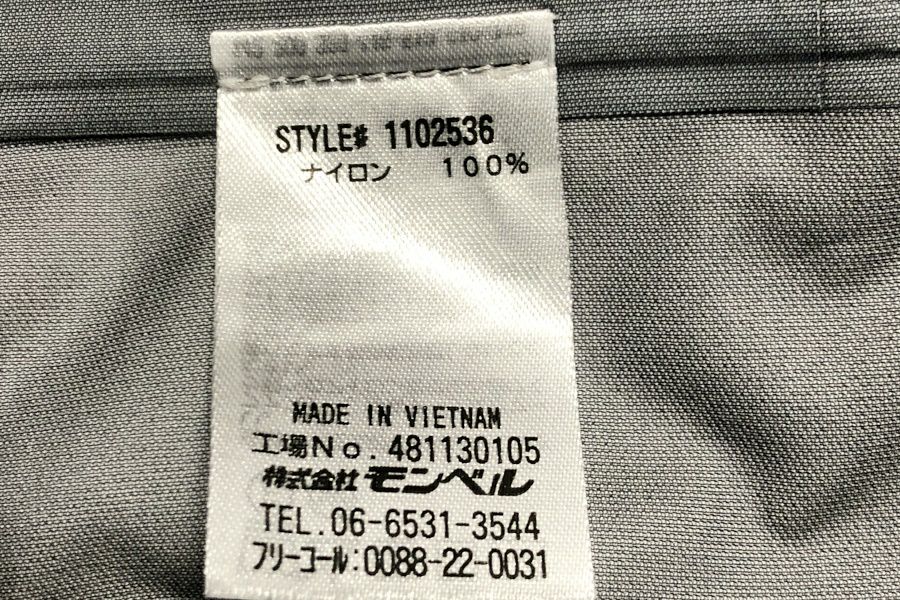 STYLE# 1102536
ナイロン 100%
MADE IN VIETNAM
工場No. 481130105
株式会社 モンベル
TEL.06-6531-3544
フリーコール:0088-22-0031